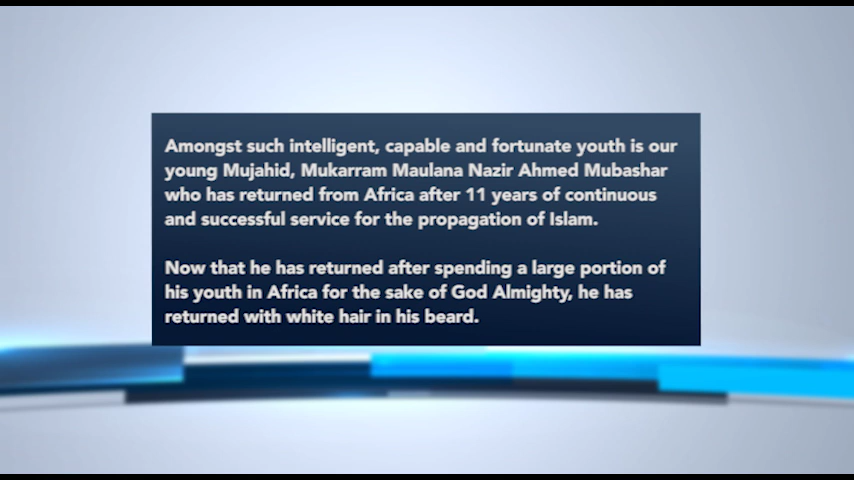 Amongst such intelligent, capable and fortunate youth is our
young Mujahid, Mukarram Maulana Nazir Ahmed Mubashar
who has returned from Africa after 11 years of continuous
and successful service for the propagation of Islam.
Now that he has returned after spending a large portion of
his youth in Africa for the sake of God Almighty, he has
returned with white hair in his beard.